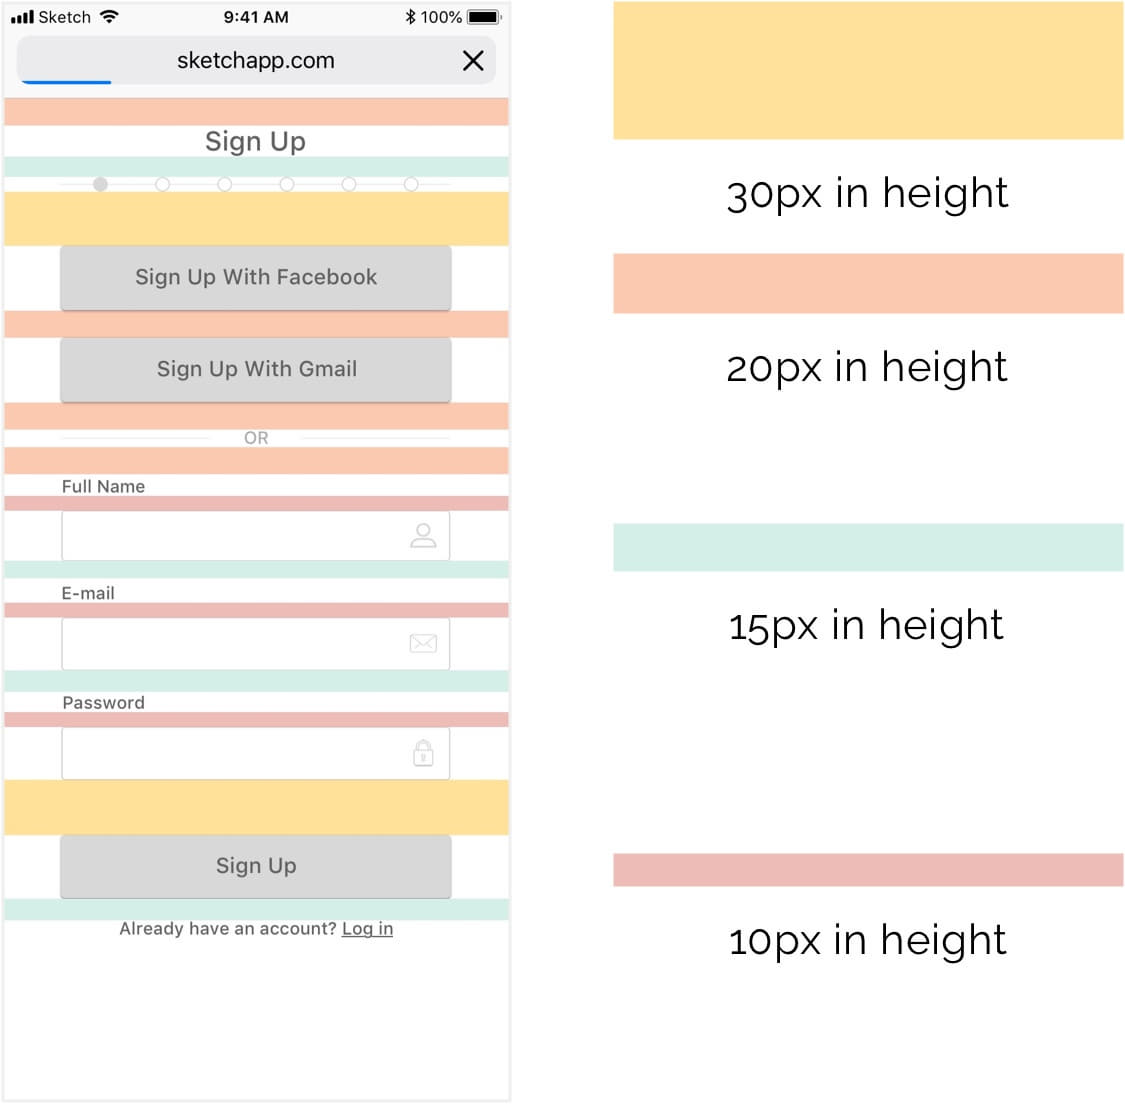 Sketch 9:41 AM 100%
sketchapp.com
Sign Up
Sign Up With Facebook
Sign Up With Gmail
OR
Full Name
E-mail
Password
Sign Up
Already have an account? Log in
30px in height
20px in height
15px in height
10px in height